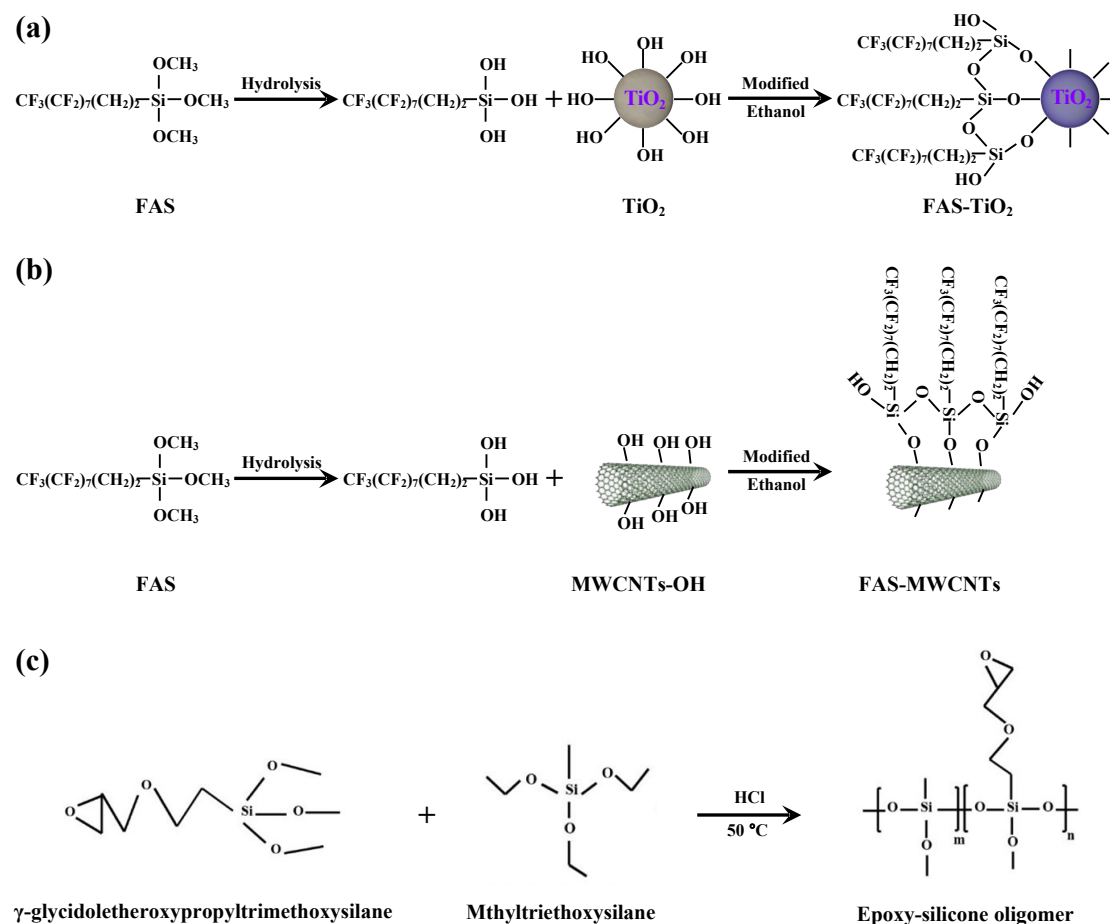 (a)
OCH₃
CF₃(CF₂)₇(CH₂)₂—Si—OCH₃
OCH₃
Hydrolysis
OH
CF₃(CF₂)₇(CH₂)₂—Si—OH
OH
+
OH
HO OH
HO TiO₂ OH
HO OH
OH
Modified
Ethanol
HO
CF₃(CF₂)₇(CH₂)₂—Si O
O
CF₃(CF₂)₇(CH₂)₂—Si—O TiO₂
O
CF₃(CF₂)₇(CH₂)₂—Si O
HO
FAS
TiO₂
FAS-TiO₂
(b)
CF₃(CF₂)₇(CH₂)₂ CF₃(CF₂)₇(CH₂)₂ CF₃(CF₂)₇(CH₂)₂
HO O O OH
Si Si Si
O O O
OCH₃
CF₃(CF₂)₇(CH₂)₂—Si—OCH₃
OCH₃
Hydrolysis
OH
CF₃(CF₂)₇(CH₂)₂—Si—OH
OH
+
OH OH OH
OH OH OH
Modified
Ethanol
FAS
MWCNTs-OH
FAS-MWCNTs
(c)
O O O
O Si O
O
+
O O
Si
O
HCl
50 °C
O
O
O Si O Si O
m n
O O
γ-glycidoletheroxypropyltrimethoxysilane
Mthyltriethoxysilane
Epoxy-silicone oligomer